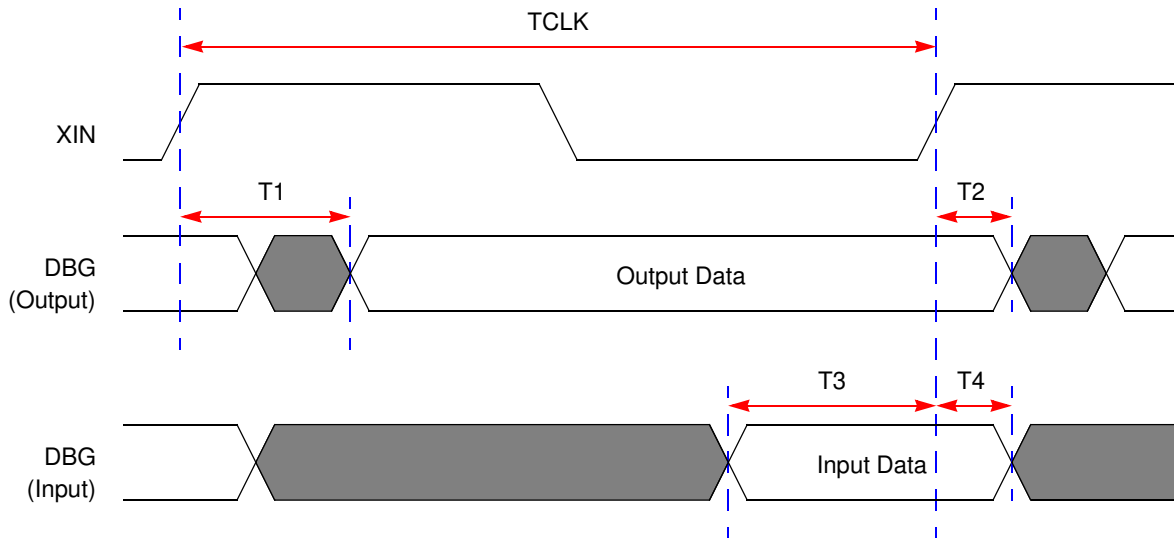 TCLK
XIN
T1
T2
DBG
(Output)
Output Data
T3
T4
DBG
(Input)
Input Data